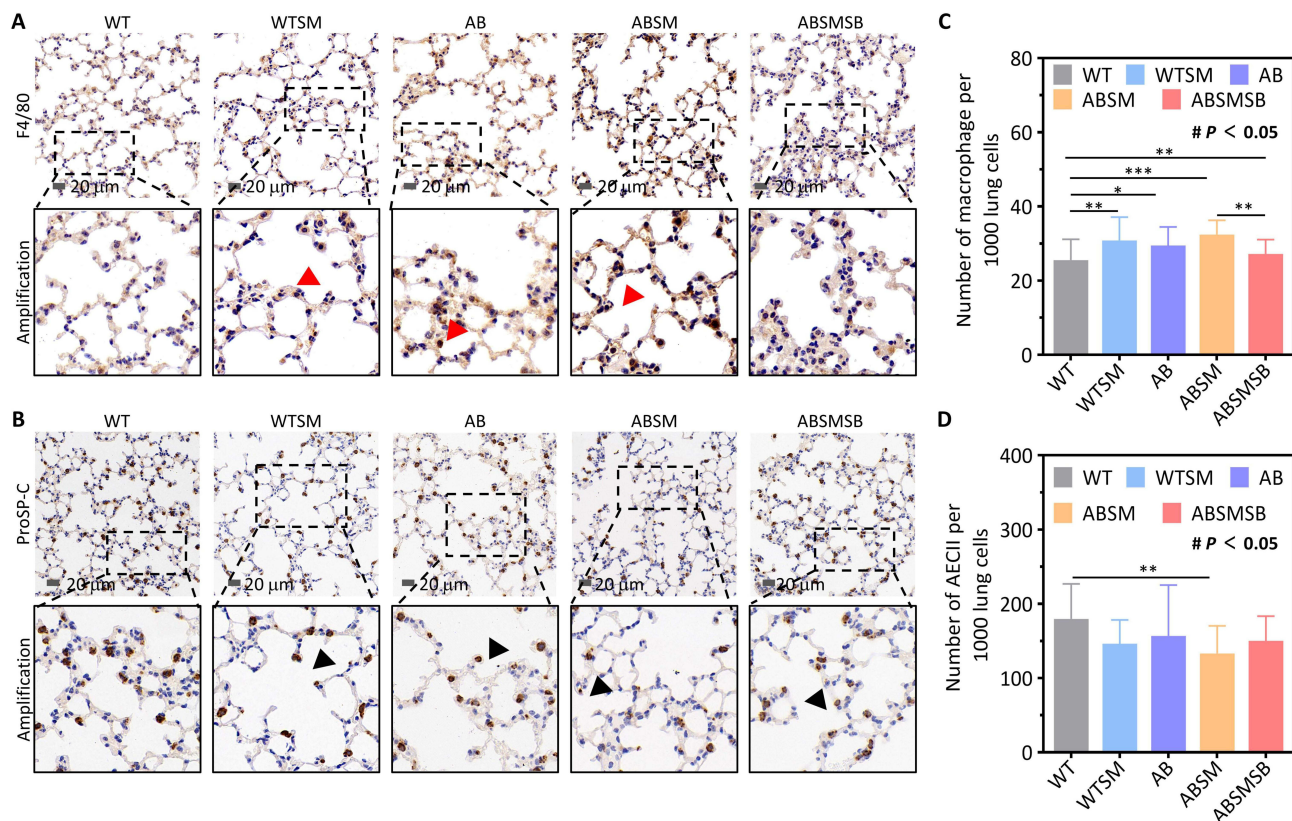 A
WT
WTSM
AB
ABSM
ABSMSB
F4/80
20 μm
20 μm
20 μm
20 μm
20 μm
Amplification
B
WT
WTSM
AB
ABSM
ABSMSB
ProSP-C
20 μm
20 μm
20 μm
20 μm
20 μm
Amplification
C
Number of macrophage per
1000 lung cells
80
60
40
20
0
WT
WTSM
AB
ABSM
ABSMSB
# P < 0.05
**
***
*
**
**
WT
WTSM
AB
ABSM
ABSMSB
D
Number of AECII per
1000 lung cells
400
300
200
100
0
WT
WTSM
AB
ABSM
ABSMSB
# P < 0.05
**
WT
WTSM
AB
ABSM
ABSMSB